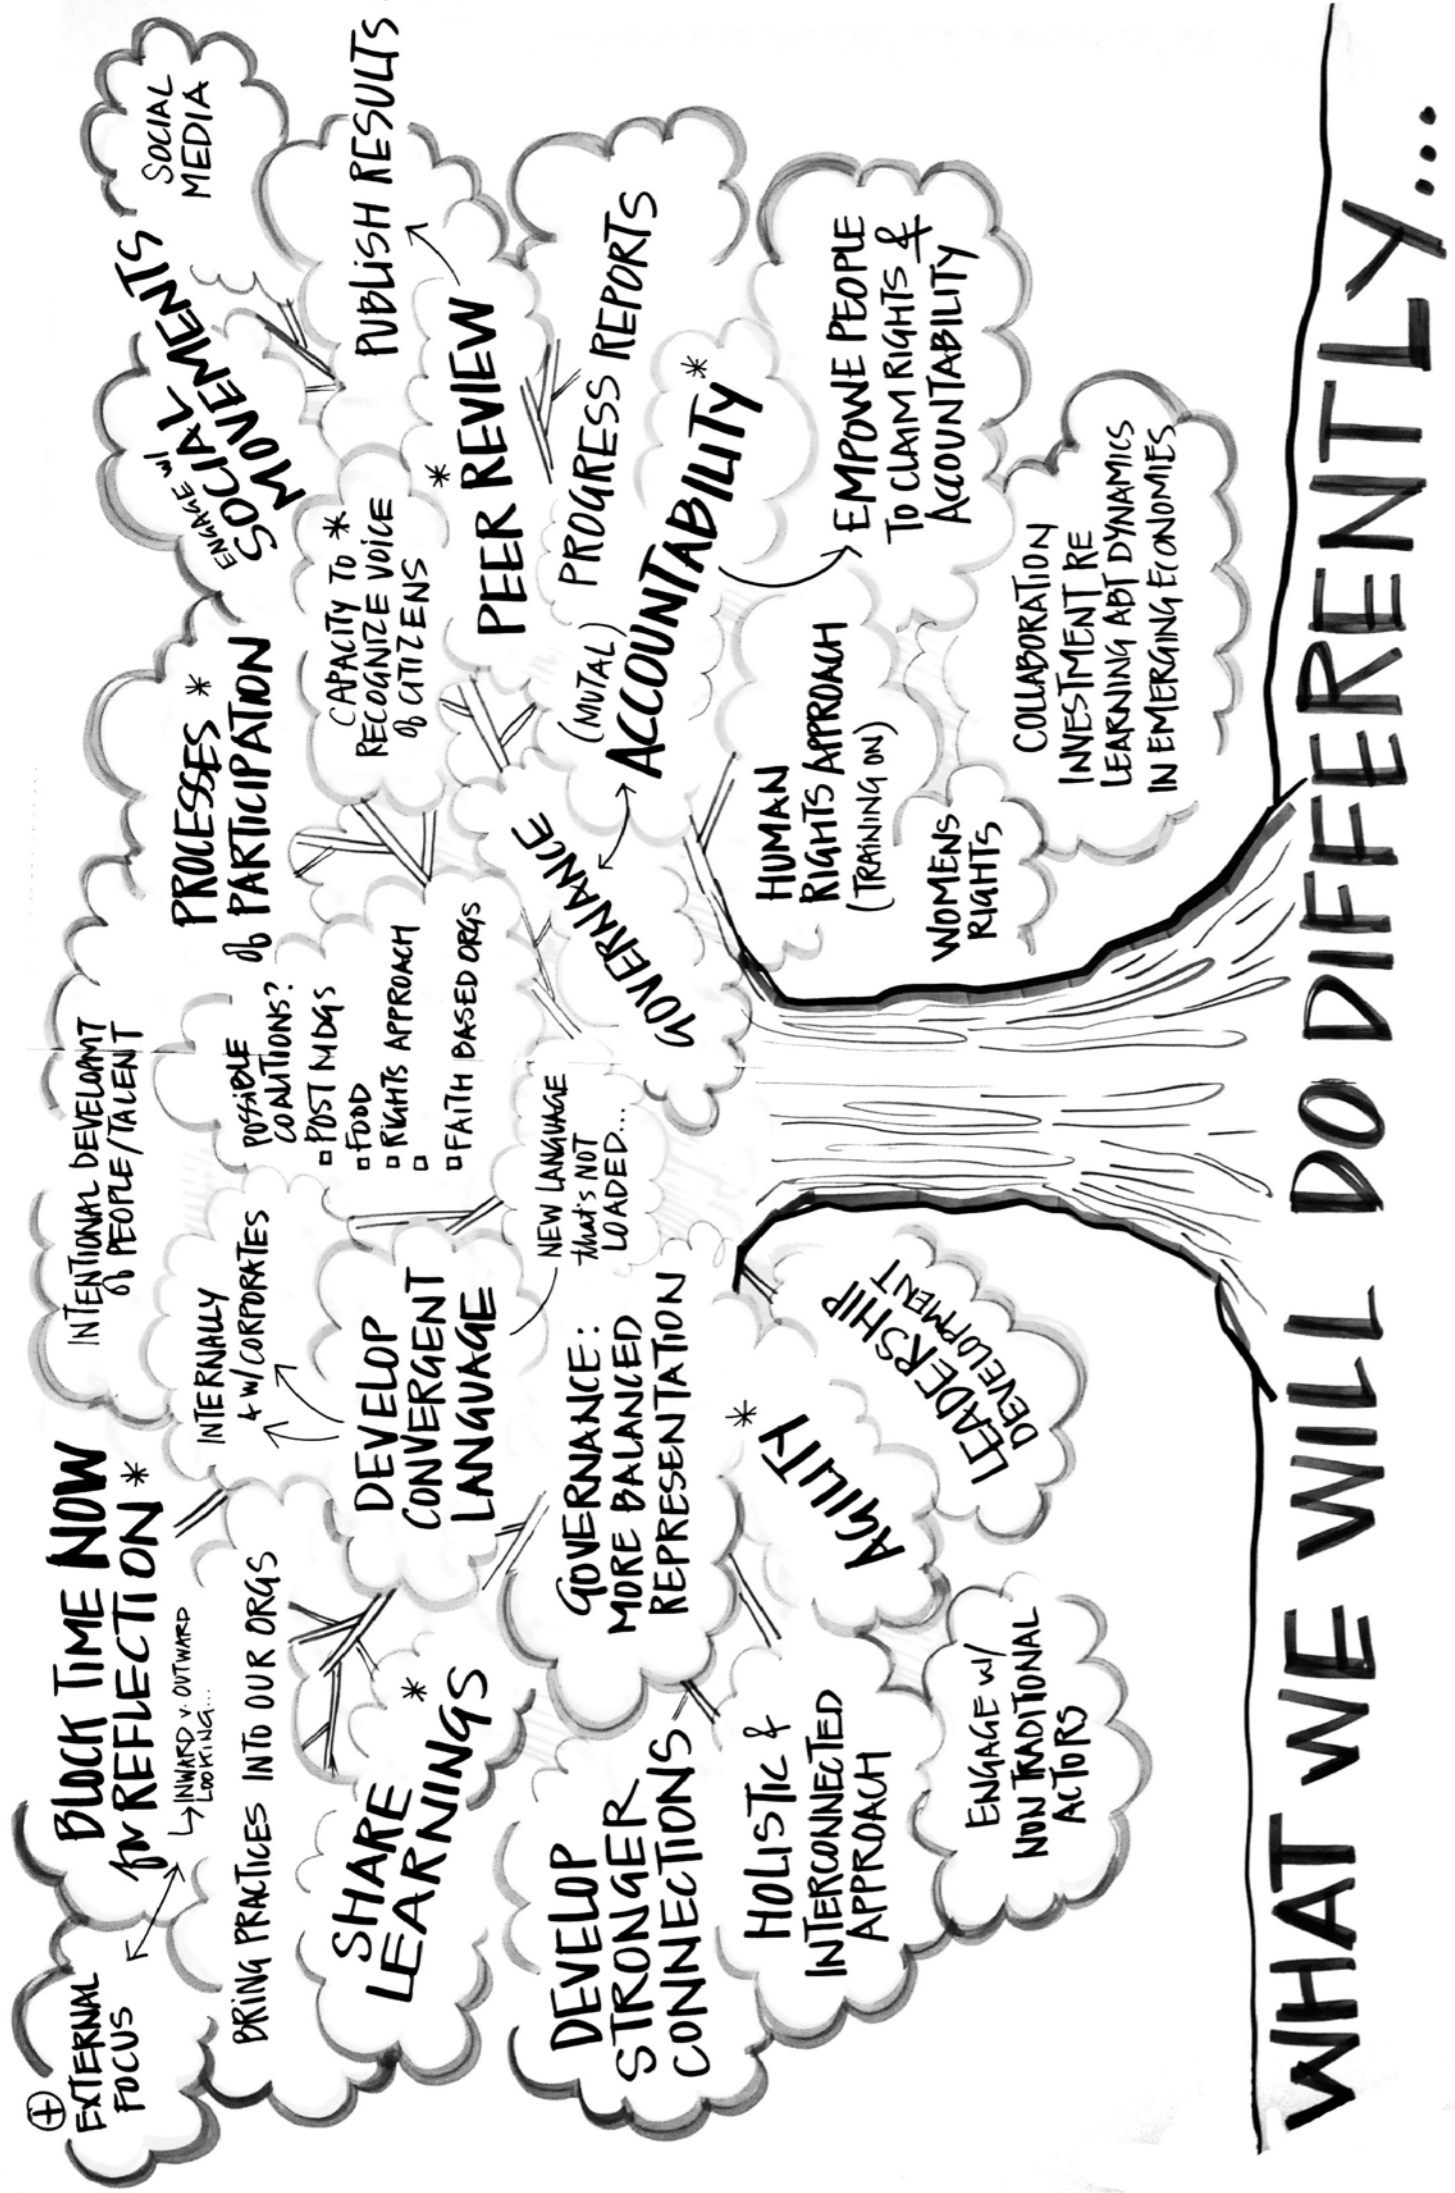 ⊕
EXTERNAL
FOCUS
BLOCK TIME NOW
for REFLECTION *
↳ INWARD v. OUTWARD
LOOKING...
BRING PRACTICES INTO OUR ORGS
SHARE *
LEARNINGS
DEVELOP
STRONGER
CONNECTIONS
HOLISTIC &
INTERCONNECTED
APPROACH
ENGAGE w/
NON TRADITIONAL
ACTORS
INTENTIONAL DEVELOPMT
of PEOPLE/TALENT
INTERNALLY
+ w/ CORPORATES
DEVELOP
CONVERGENT
LANGUAGE
NEW LANGUAGE
that's NOT
LOADED...
GOVERNANCE:
MORE BALANCED
REPRESENTATION
AGILITY *
LEADERSHIP
DEVELOPMENT
POSSIBLE
COALITIONS?
▫ POST MDGS
▫ FOOD
▫ RIGHTS APPROACH
▫
▫ FAITH BASED ORGS
PROCESSES *
of PARTICIPATION
CAPACITY TO *
RECOGNIZE VOICE
of CITIZENS
ENGAGE w/
SOCIAL
MOVEMENTS
SOCIAL
MEDIA
PUBLISH RESULTS
* PEER REVIEW
PROGRESS REPORTS
GOVERNANCE
(MUTAL)
ACCOUNTABILITY *
EMPOWE PEOPLE
TO CLAIM RIGHTS &
ACCOUNTABILITY
HUMAN
RIGHTS APPROACH
(TRAINING ON)
WOMENS
RIGHTS
COLLABORATION
INVESTMENT RE
LEARNING ABT DYNAMICS
IN EMERGING ECONOMIES
WHAT WE WILL DO DIFFERENTLY...